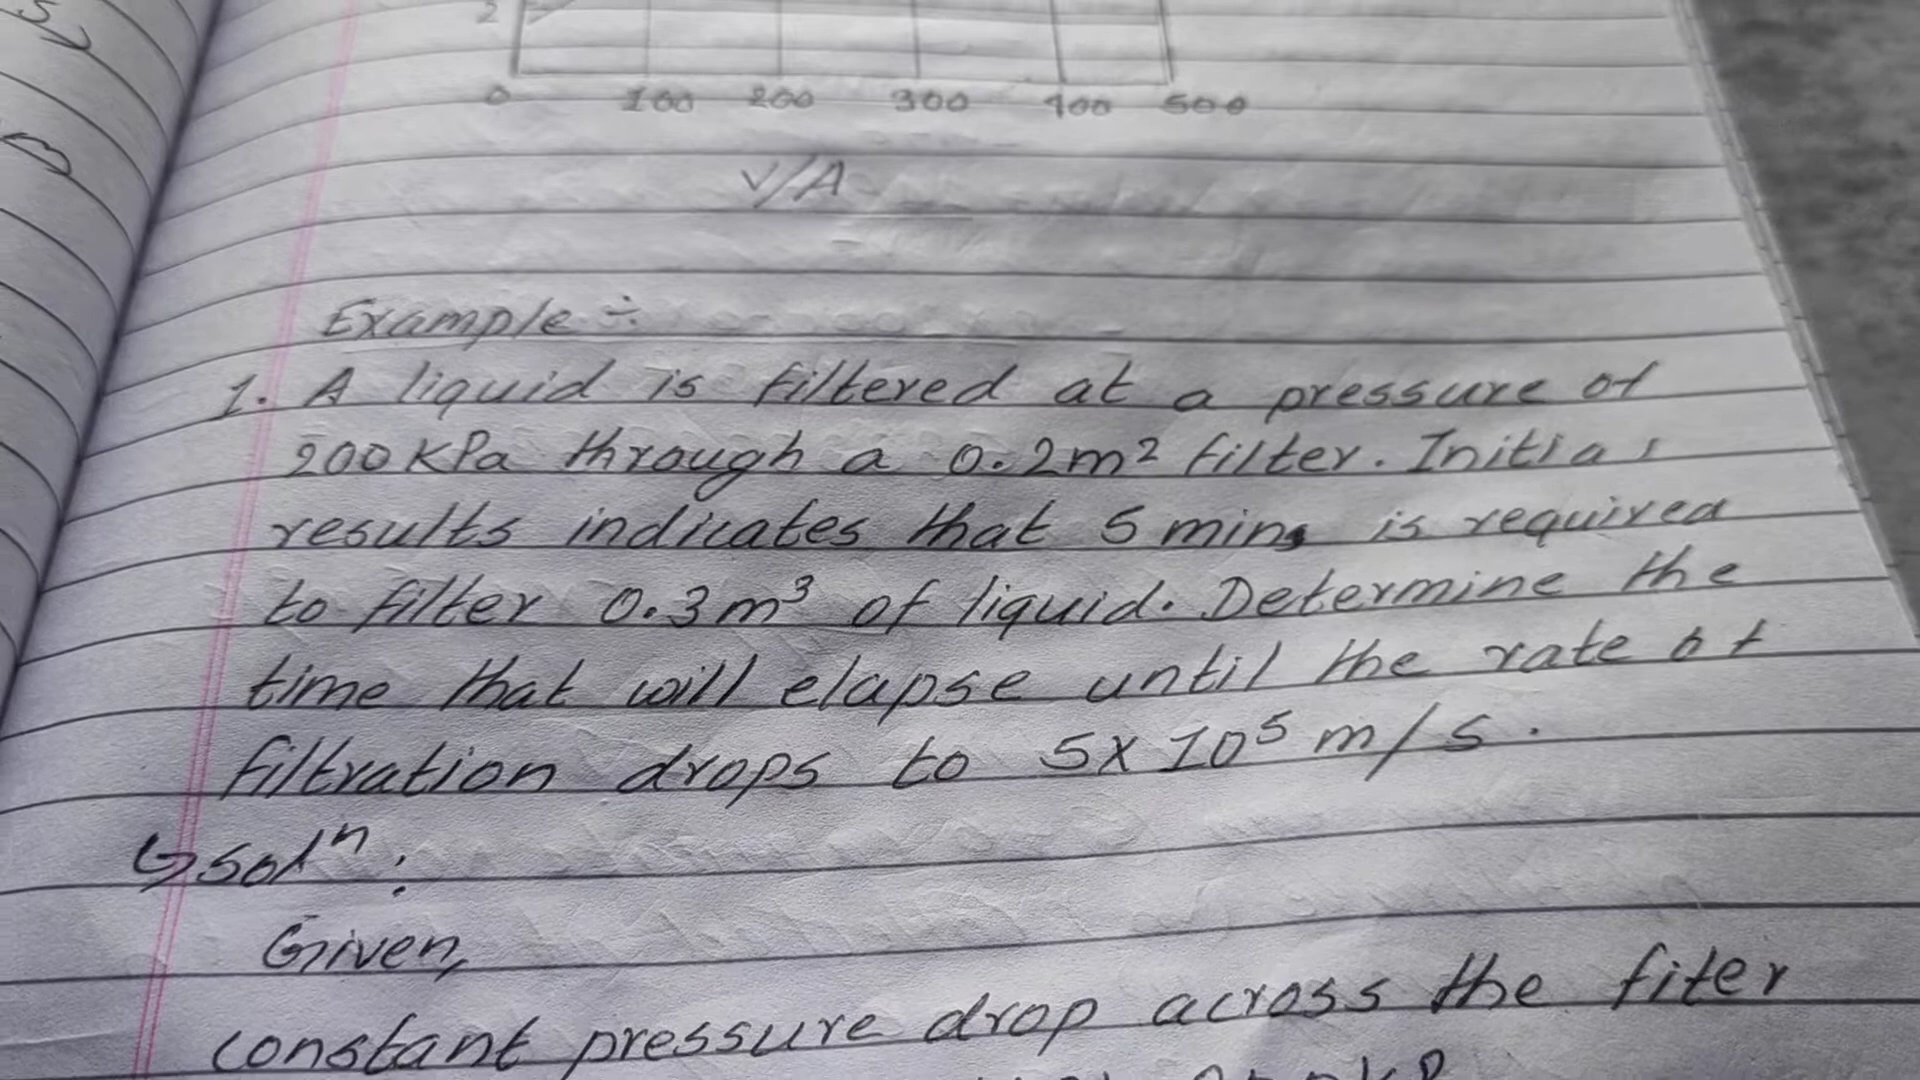 2
0 100 200 300 400 500
V/A
Example ÷
1. A liquid is filtered at a pressure of
200 KPa through a 0.2m² filter. Initial
results indicates that 5 min, is required
to filter 0.3m³ of liquid. Determine the
time that will elapse until the rate of
filtration drops to 5X10⁵ m/s.
↳ solⁿ:
Given,
constant pressure drop across the fiter